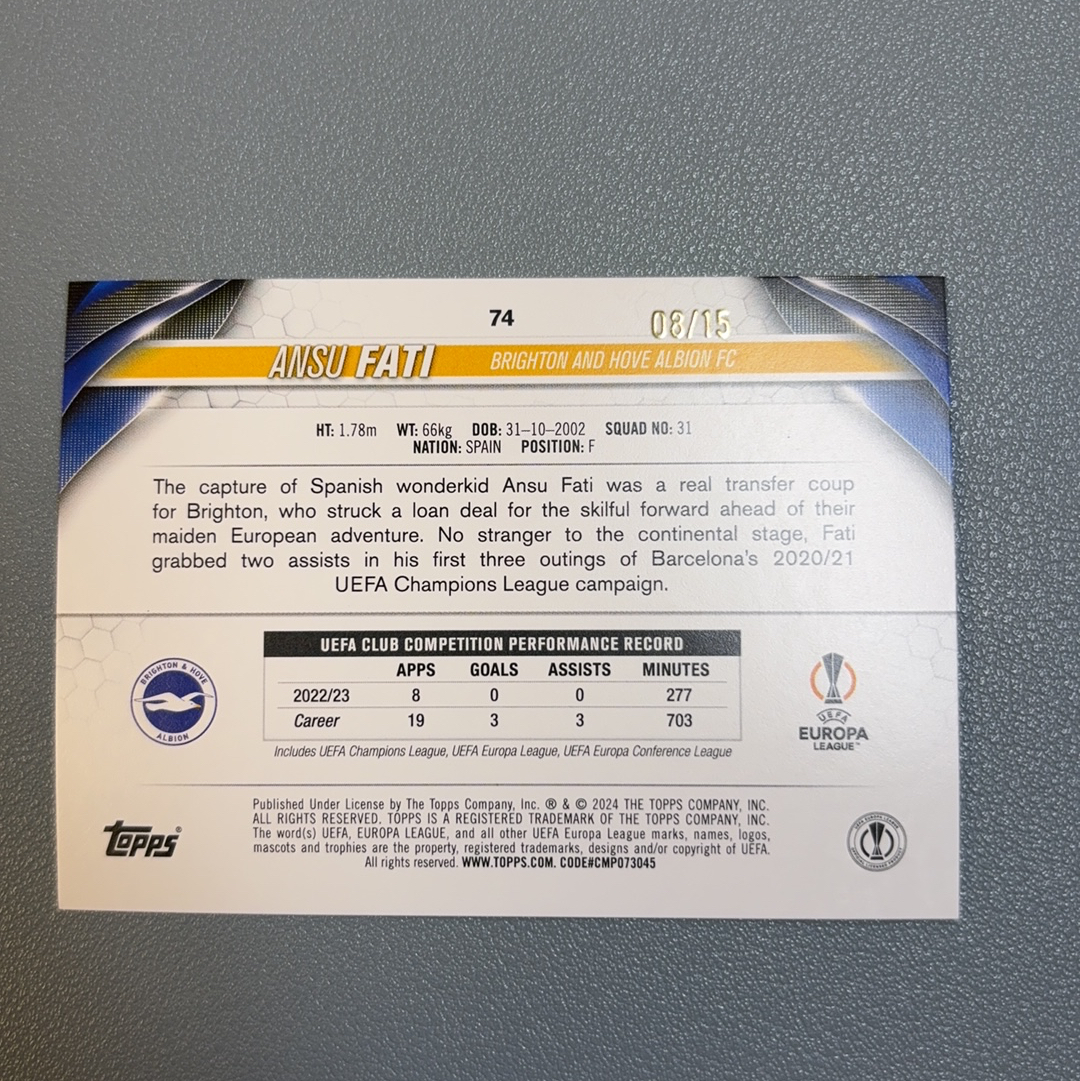 74
08/15
ANSU FATI BRIGHTON AND HOVE ALBION FC
HT: 1.78m WT: 66kg DOB: 31–10–2002 SQUAD NO: 31
NATION: SPAIN POSITION: F
The capture of Spanish wonderkid Ansu Fati was a real transfer coup
for Brighton, who struck a loan deal for the skilful forward ahead of their
maiden European adventure. No stranger to the continental stage, Fati
grabbed two assists in his first three outings of Barcelona's 2020/21
UEFA Champions League campaign.
UEFA CLUB COMPETITION PERFORMANCE RECORD
APPS GOALS ASSISTS MINUTES
2022/23 8 0 0 277
Career 19 3 3 703
Includes UEFA Champions League, UEFA Europa League, UEFA Europa Conference League
BRIGHTON & HOVE
ALBION
UEFA
EUROPA
LEAGUE™
Published Under License by The Topps Company, Inc. ® & © 2024 THE TOPPS COMPANY, INC.
ALL RIGHTS RESERVED. TOPPS IS A REGISTERED TRADEMARK OF THE TOPPS COMPANY, INC.
The word(s) UEFA, EUROPA LEAGUE, and all other UEFA Europa League marks, names, logos,
mascots and trophies are the property, registered trademarks, designs and/or copyright of UEFA.
All rights reserved. WWW.TOPPS.COM. CODE#CMP073045
Topps®